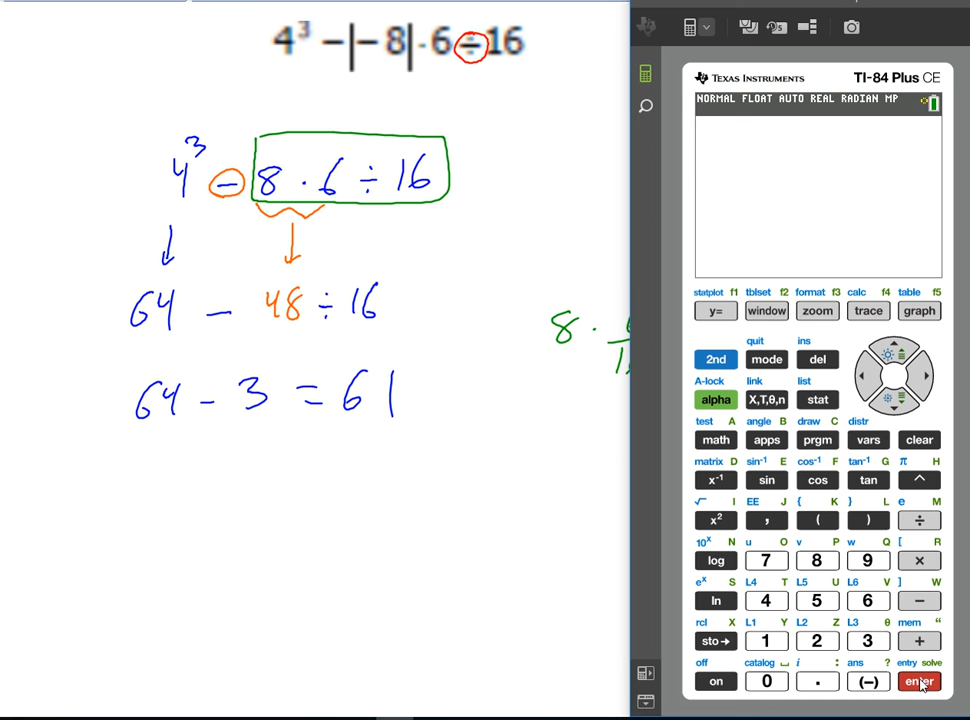 4³ −|−8|·6÷16
4³ − 8 · 6 ÷ 16
64 − 48 ÷ 16
64 − 3 = 61
8 ·
TEXAS INSTRUMENTS TI-84 Plus CE
NORMAL FLOAT AUTO REAL RADIAN MP
statplot f1 tblset f2 format f3 calc f4 table f5
y= window zoom trace graph
quit ins
2nd mode del
A-lock link list
alpha X,T,θ,n stat
test A angle B draw C distr
math apps prgm vars clear
matrix D sin⁻¹ E cos⁻¹ F tan⁻¹ G π H
x⁻¹ sin cos tan ^
√ I EE J { K } L e M
x² , ( ) ÷
10ˣ N u O v P w Q [ R
log 7 8 9 ×
eˣ S L4 T L5 U L6 V ] W
ln 4 5 6 −
rcl X L1 Y L2 Z L3 θ mem "
sto→ 1 2 3 +
off catalog ⎵ i : ans ? entry solve
on 0 . (−) enter